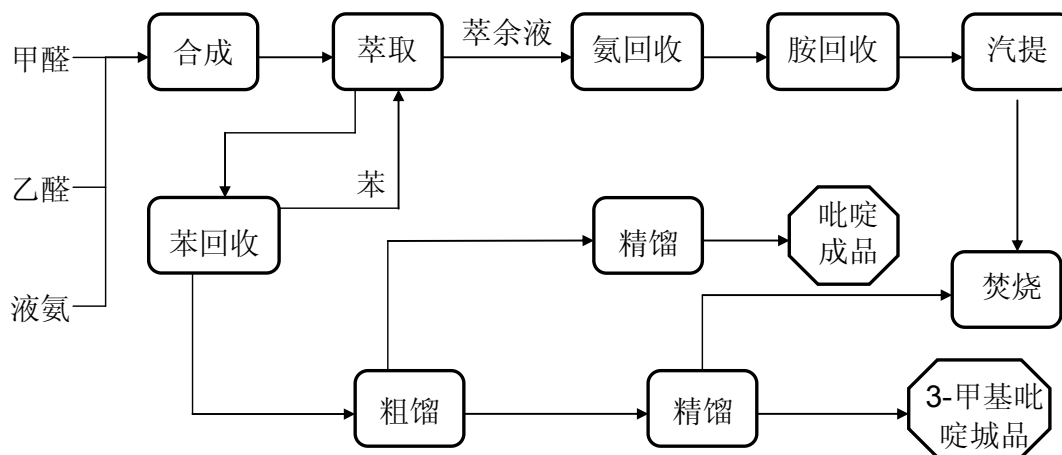 甲醛
合成
萃取
萃余液
氨回收
胺回收
汽提
乙醛
苯
苯回收
精馏
吡啶
成品
液氨
焚烧
粗馏
精馏
3-甲基吡
啶城品